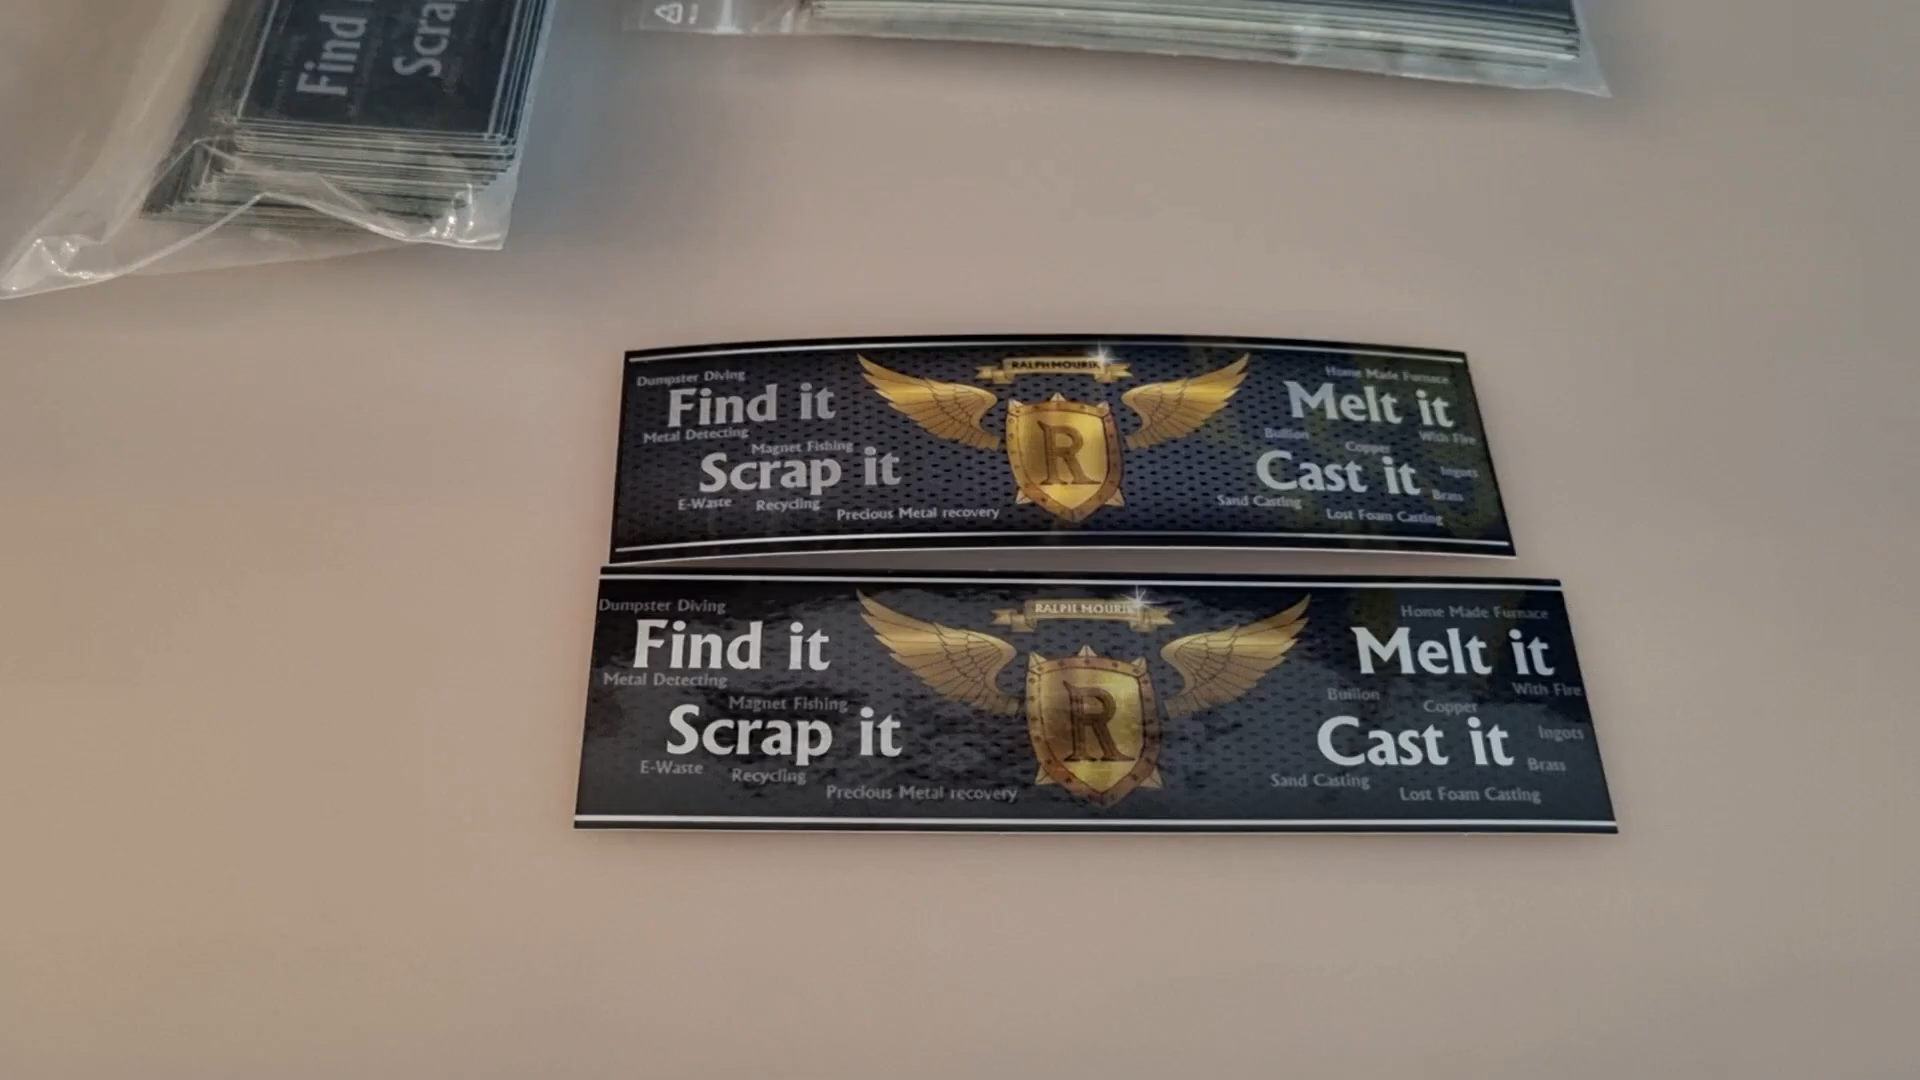 Find
Scrap
RALPH MOURIK
Dumpster Diving
Find it
Metal Detecting
Magnet Fishing
Scrap it
E-Waste
Recycling
Precious Metal recovery
R
Home Made Furnace
Melt it
Bullion
With Fire
Copper
Cast it
Ingots
Brass
Sand Casting
Lost Foam Casting
RALPH MOURIK
Dumpster Diving
Find it
Metal Detecting
Magnet Fishing
Scrap it
E-Waste
Recycling
Precious Metal recovery
R
Home Made Furnace
Melt it
Bullion
With Fire
Copper
Cast it
Ingots
Brass
Sand Casting
Lost Foam Casting